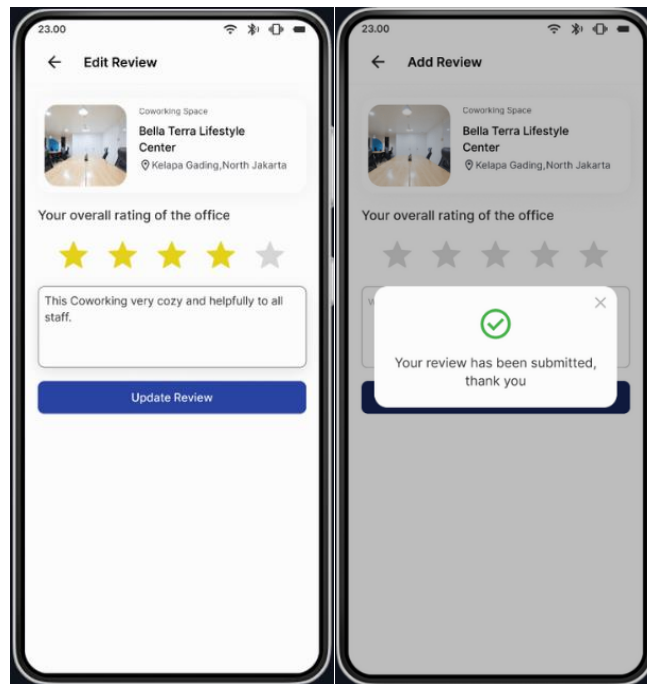 23.00
Edit Review
Coworking Space
Bella Terra Lifestyle
Center
Kelapa Gading,North Jakarta
Your overall rating of the office
This Coworking very cozy and helpfully to all
staff.
Update Review
23.00
Add Review
Coworking Space
Bella Terra Lifestyle
Center
Kelapa Gading,North Jakarta
Your overall rating of the office
Your review has been submitted,
thank you